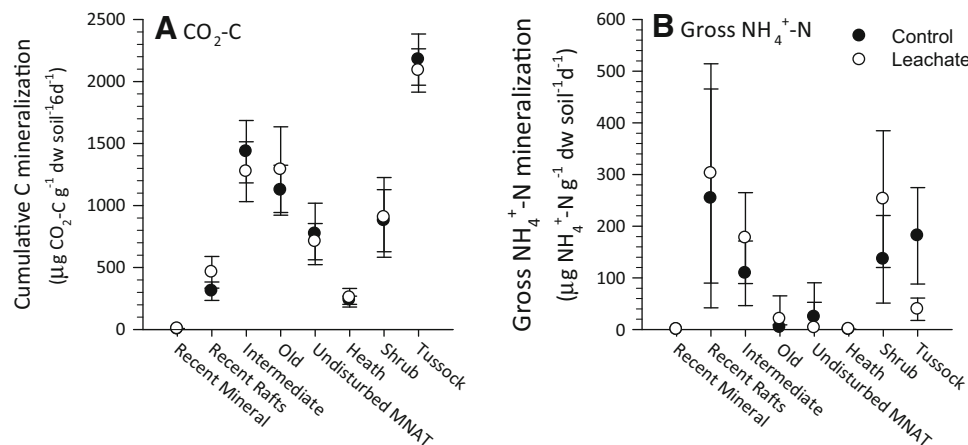 A CO₂-C
Cumulative C mineralization
(µg CO₂-C g⁻¹ dw soil⁻¹6d⁻¹)
2500
2000
1500
1000
500
0
Recent Mineral
Recent Rafts
Intermediate
Old
Undisturbed MNAT
Heath
Shrub
Tussock
B Gross NH₄⁺-N
Control
Leachate
Gross NH₄⁺-N mineralization
(µg NH₄⁺-N g⁻¹ dw soil⁻¹d⁻¹)
600
500
400
300
200
100
0
Recent Mineral
Recent Rafts
Intermediate
Old
Undisturbed MNAT
Heath
Shrub
Tussock